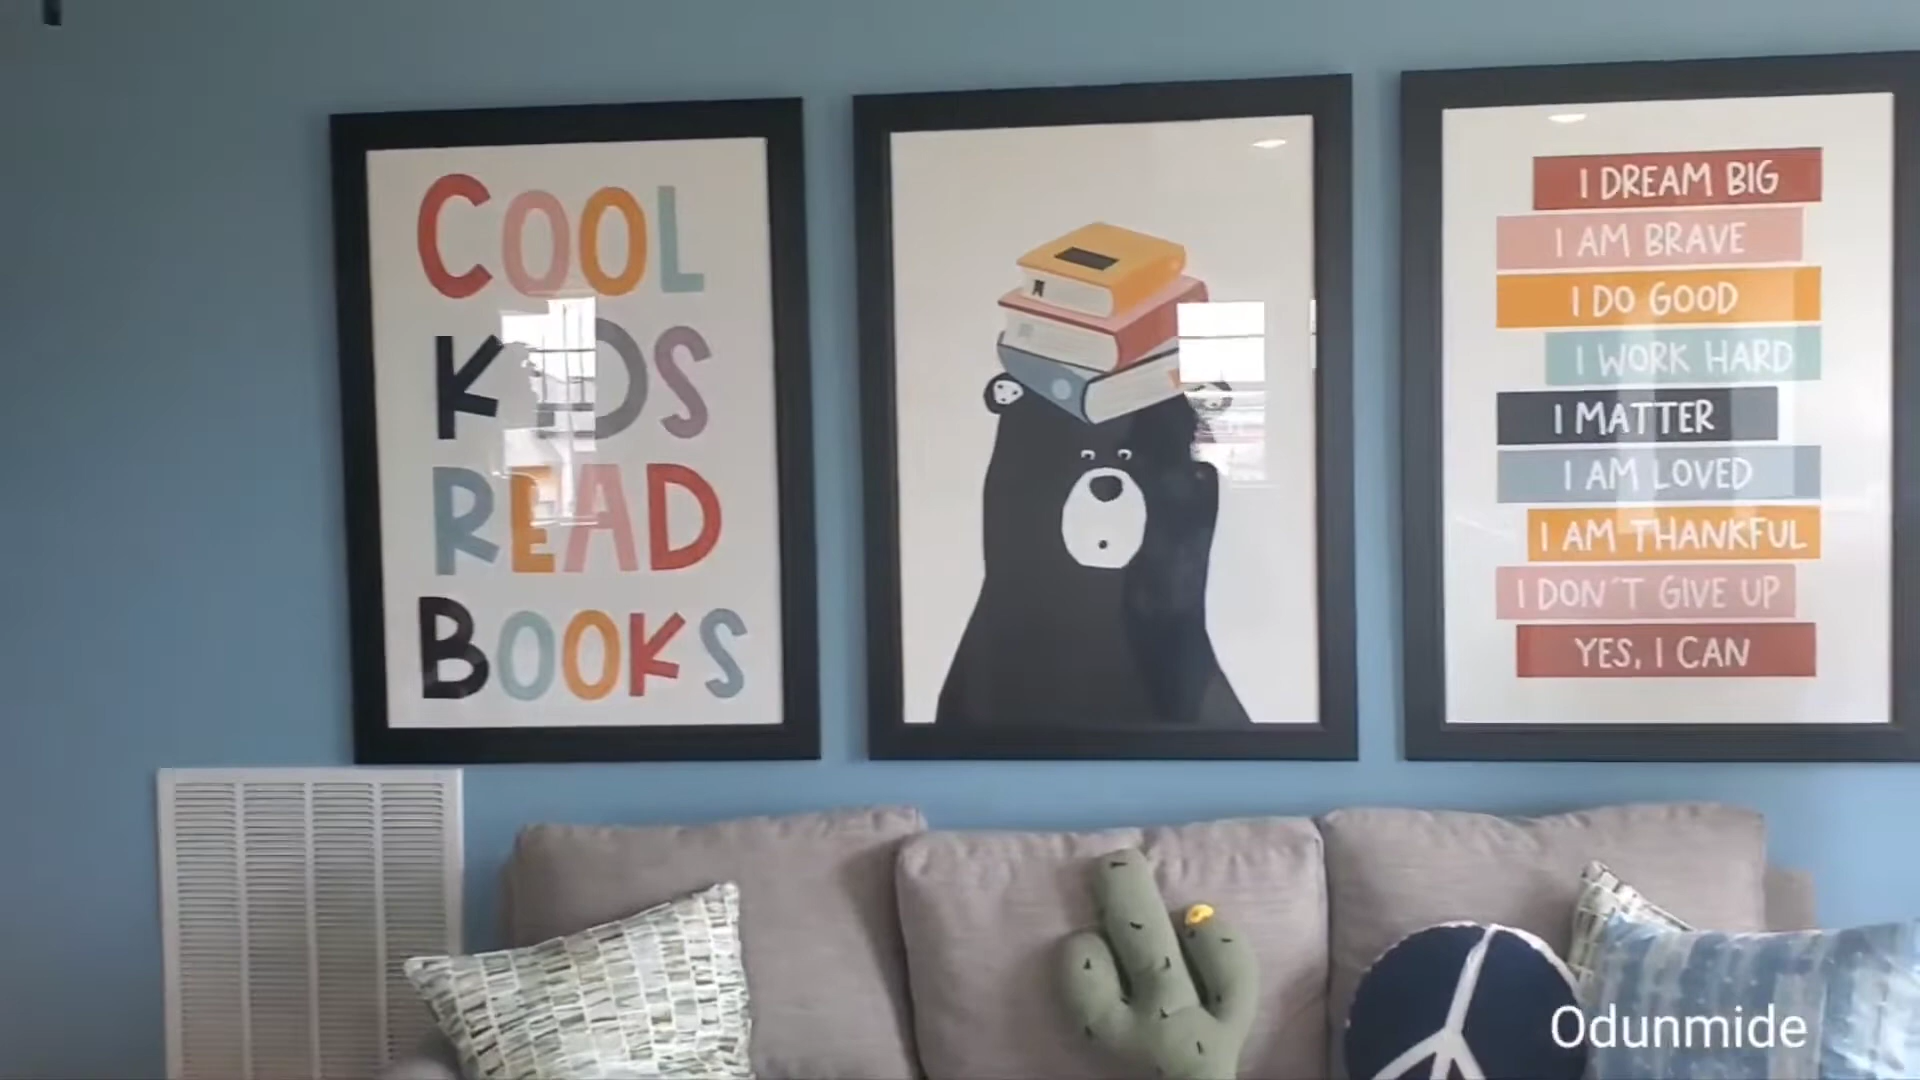 COOL
KIDS
READ
BOOKS
I DREAM BIG
I AM BRAVE
I DO GOOD
I WORK HARD
I MATTER
I AM LOVED
I AM THANKFUL
I DON'T GIVE UP
YES, I CAN
Odunmide